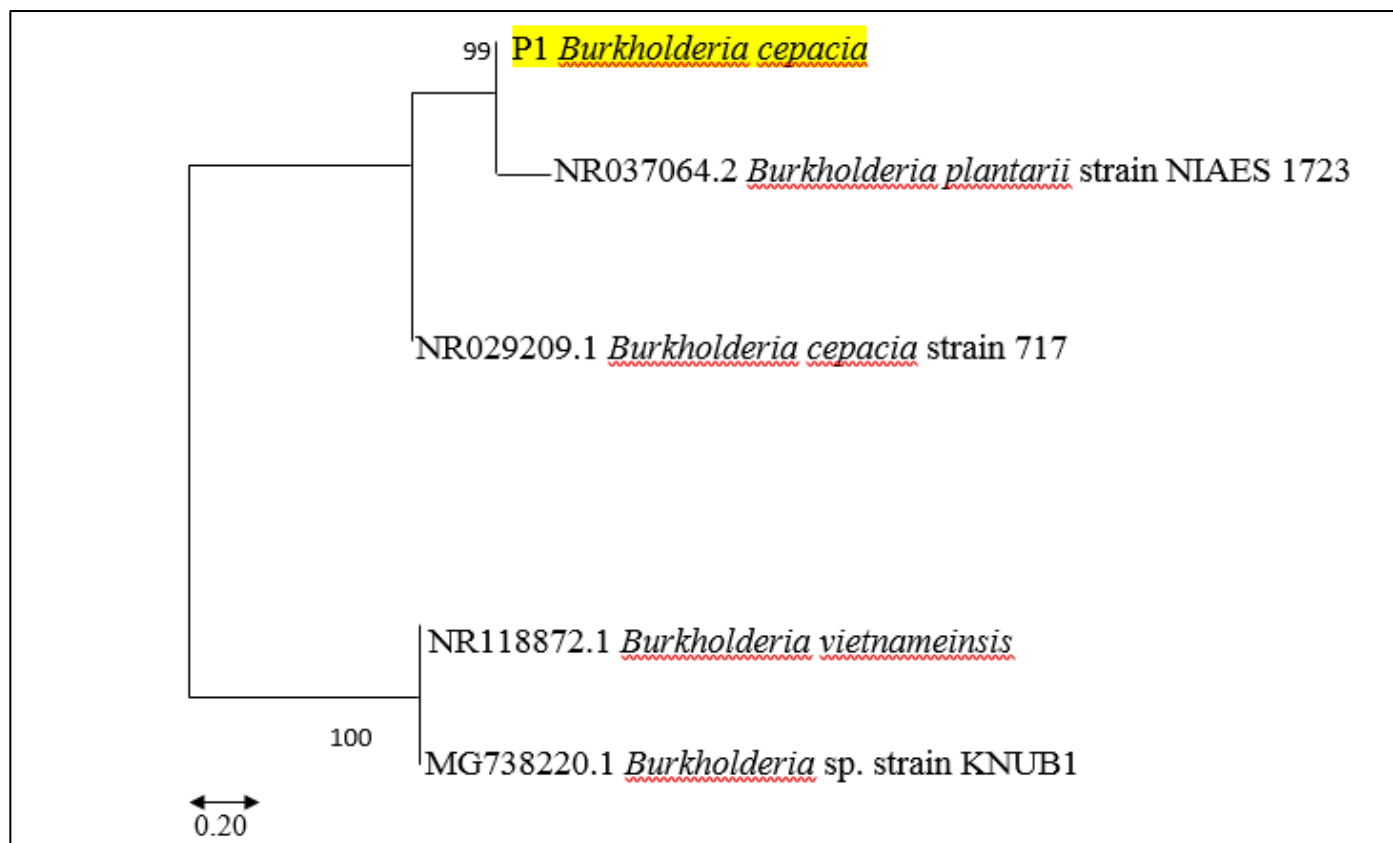 99 P1 Burkholderia cepacia
NR037064.2 Burkholderia plantarii strain NIAES 1723
NR029209.1 Burkholderia cepacia strain 717
NR118872.1 Burkholderia vietnameinsis
100
MG738220.1 Burkholderia sp. strain KNUB1
0.20